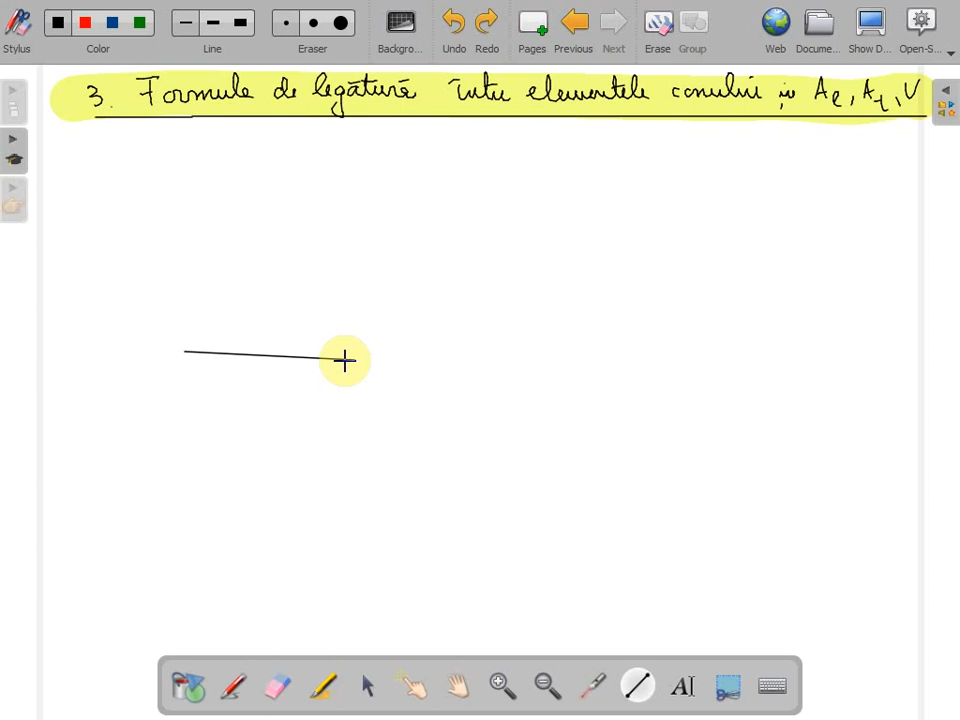 Stylus Color Line Eraser Backgro... Undo Redo Pages Previous Next Erase Group Web Docume... Show D... Open-S...
3. Formule de legătură între elementele conului și Aℓ, At, V
A